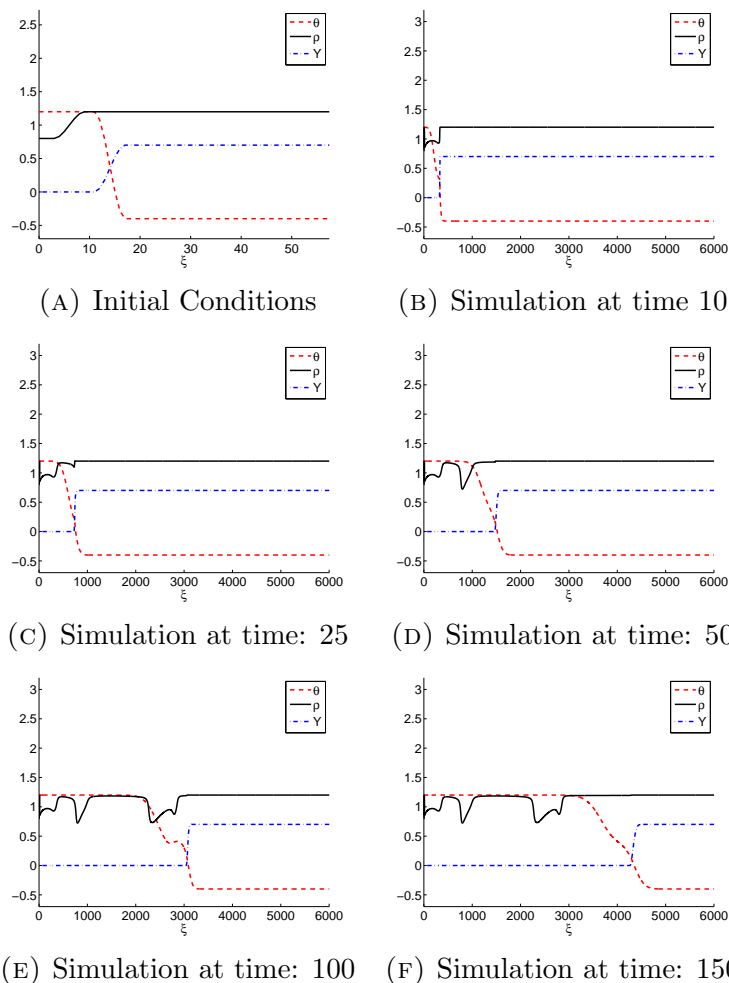 2.5
2
1.5
1
0.5
0
−0.5
0 10 20 30 40 50
ξ
θ
ρ
Y
(A) Initial Conditions
3
2.5
2
1.5
1
0.5
0
−0.5
0 1000 2000 3000 4000 5000 6000
ξ
θ
ρ
Y
(B) Simulation at time 10
3
2.5
2
1.5
1
0.5
0
−0.5
0 1000 2000 3000 4000 5000 6000
ξ
θ
ρ
Y
(C) Simulation at time: 25
3
2.5
2
1.5
1
0.5
0
−0.5
0 1000 2000 3000 4000 5000 6000
ξ
θ
ρ
Y
(D) Simulation at time: 50
3
2.5
2
1.5
1
0.5
0
−0.5
0 1000 2000 3000 4000 5000 6000
ξ
θ
ρ
Y
(E) Simulation at time: 100
3
2.5
2
1.5
1
0.5
0
−0.5
0 1000 2000 3000 4000 5000 6000
ξ
θ
ρ
Y
(F) Simulation at time: 150